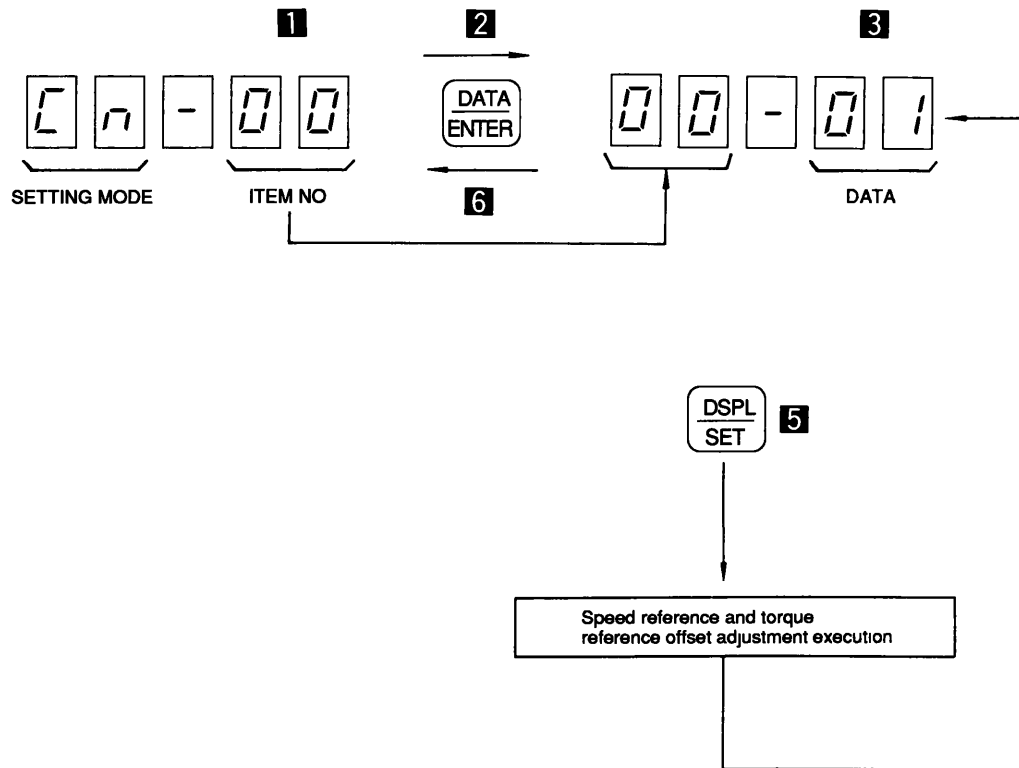 1
2
3
Cn-00
DATA
ENTER
00-01
SETTING MODE
ITEM NO
6
DATA
DSPL
SET
5
Speed reference and torque
reference offset adjustment execution